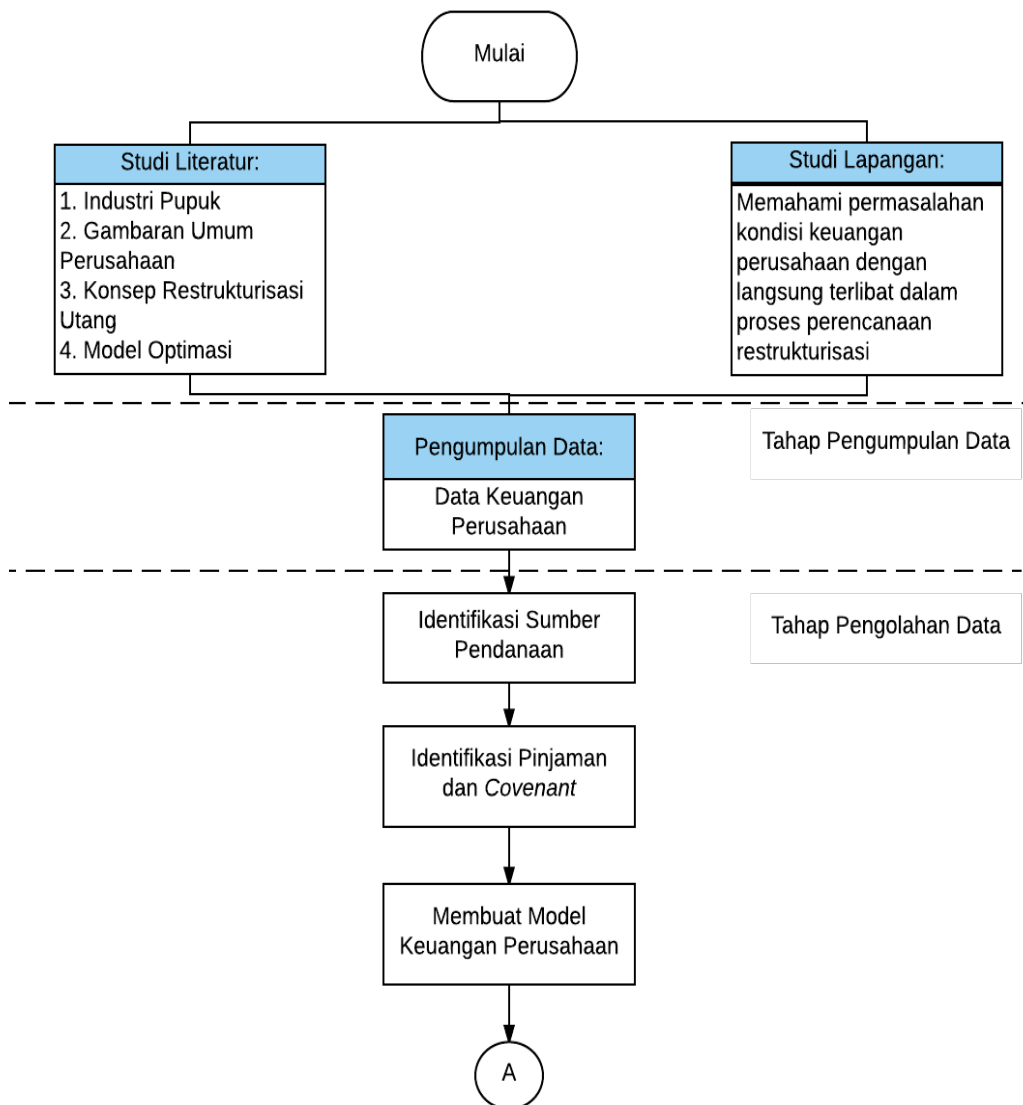 Mulai
Studi Literatur:
1. Industri Pupuk
2. Gambaran Umum
Perusahaan
3. Konsep Restrukturisasi
Utang
4. Model Optimasi
Studi Lapangan:
Memahami permasalahan
kondisi keuangan
perusahaan dengan
langsung terlibat dalam
proses perencanaan
restrukturisasi
Pengumpulan Data:
Data Keuangan
Perusahaan
Tahap Pengumpulan Data
Identifikasi Sumber
Pendanaan
Tahap Pengolahan Data
Identifikasi Pinjaman
dan Covenant
Membuat Model
Keuangan Perusahaan
A